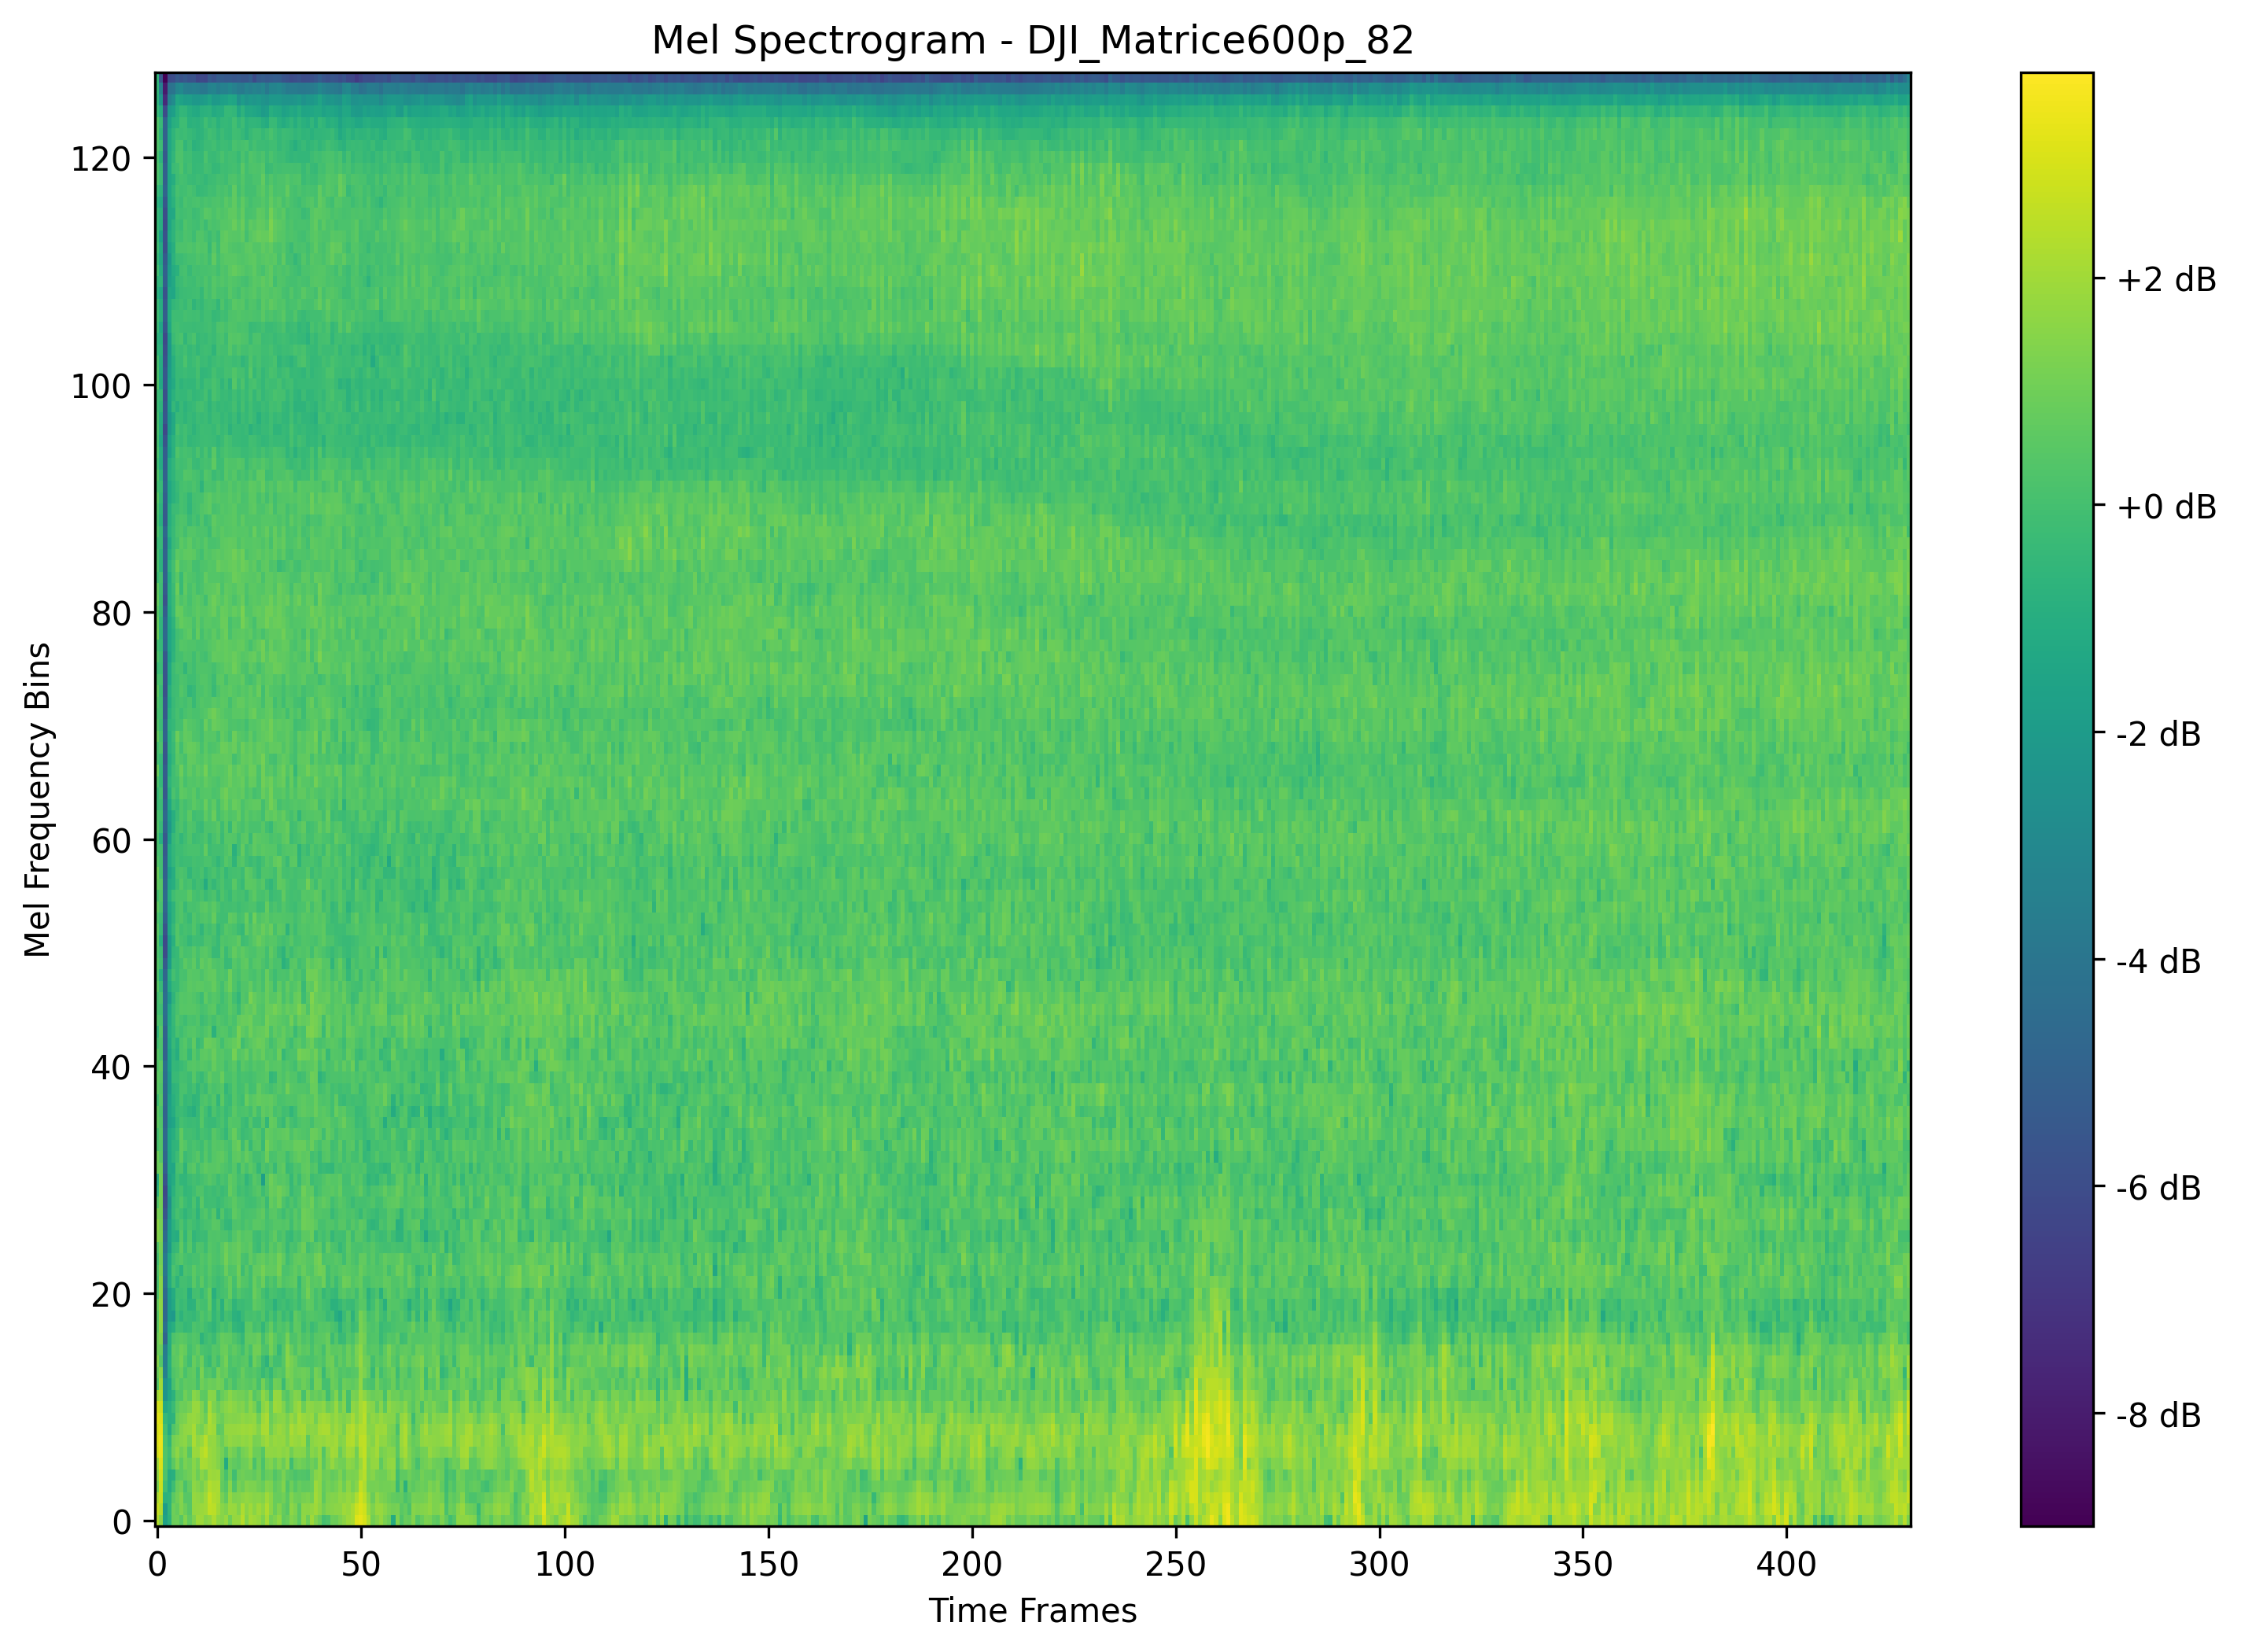 Mel Spectrogram - DJI_Matrice600p_82
Mel Frequency Bins
120
100
80
60
40
20
0
0 50 100 150 200 250 300 350 400
Time Frames
+2 dB
+0 dB
-2 dB
-4 dB
-6 dB
-8 dB